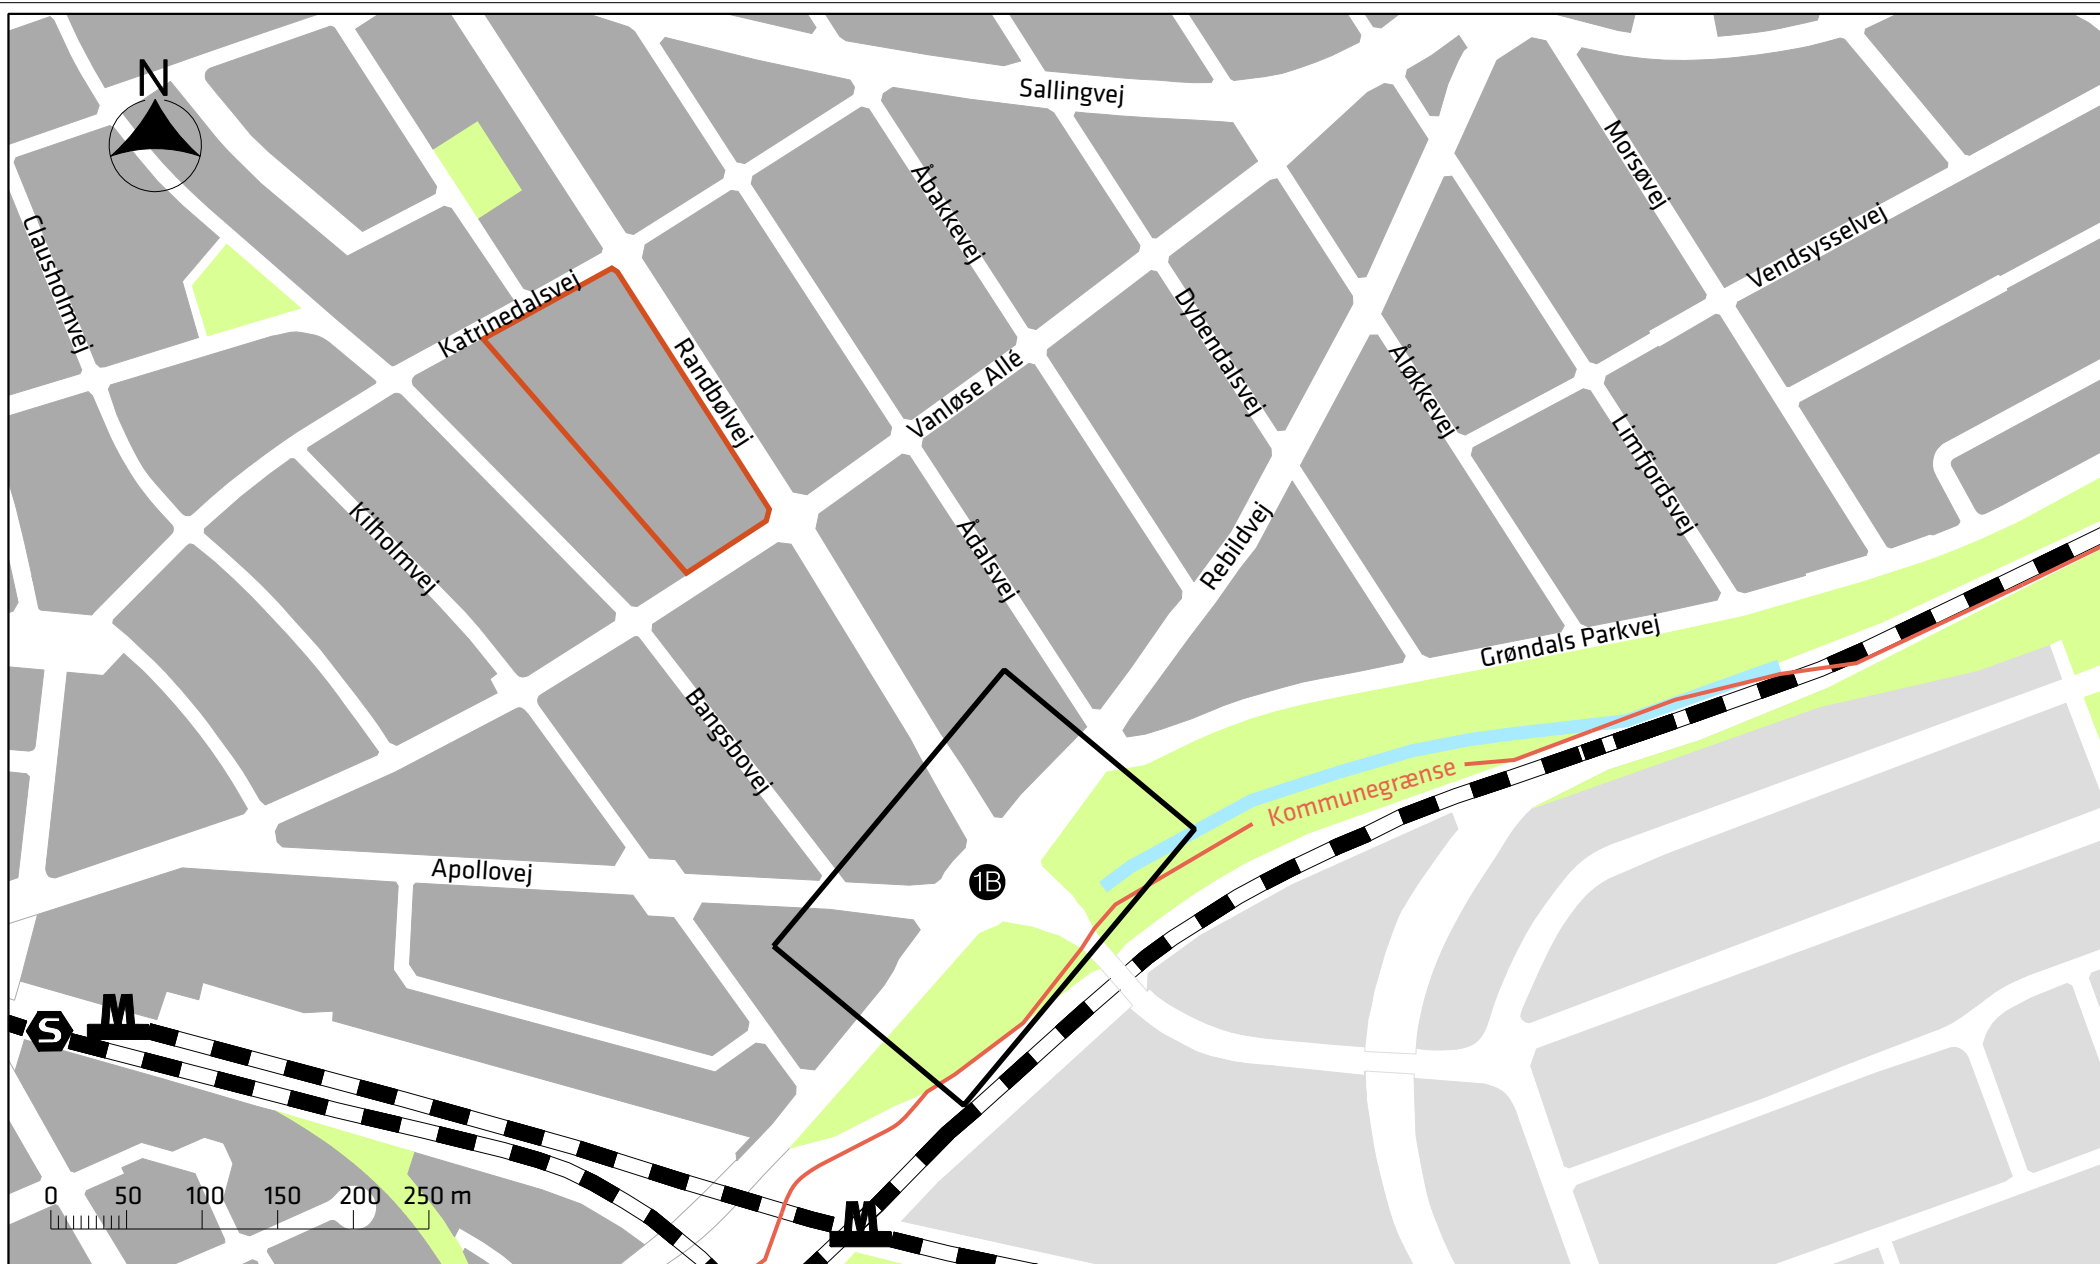 N
Sallingvej
Morsøvej
Åbakkevej
Clausholmvej
Vendsysselvej
Katrinedalsvej
Dybendalsvej
Randbølvej
Vanløse Allé
Åløkkevej
Limfjordsvej
Kilholmvej
Rebildvej
Ådalsvej
Grøndals Parkvej
Bangsbovej
Kommunegrænse
Apollovej
1B
M
S
0 50 100 150 200 250 m
M